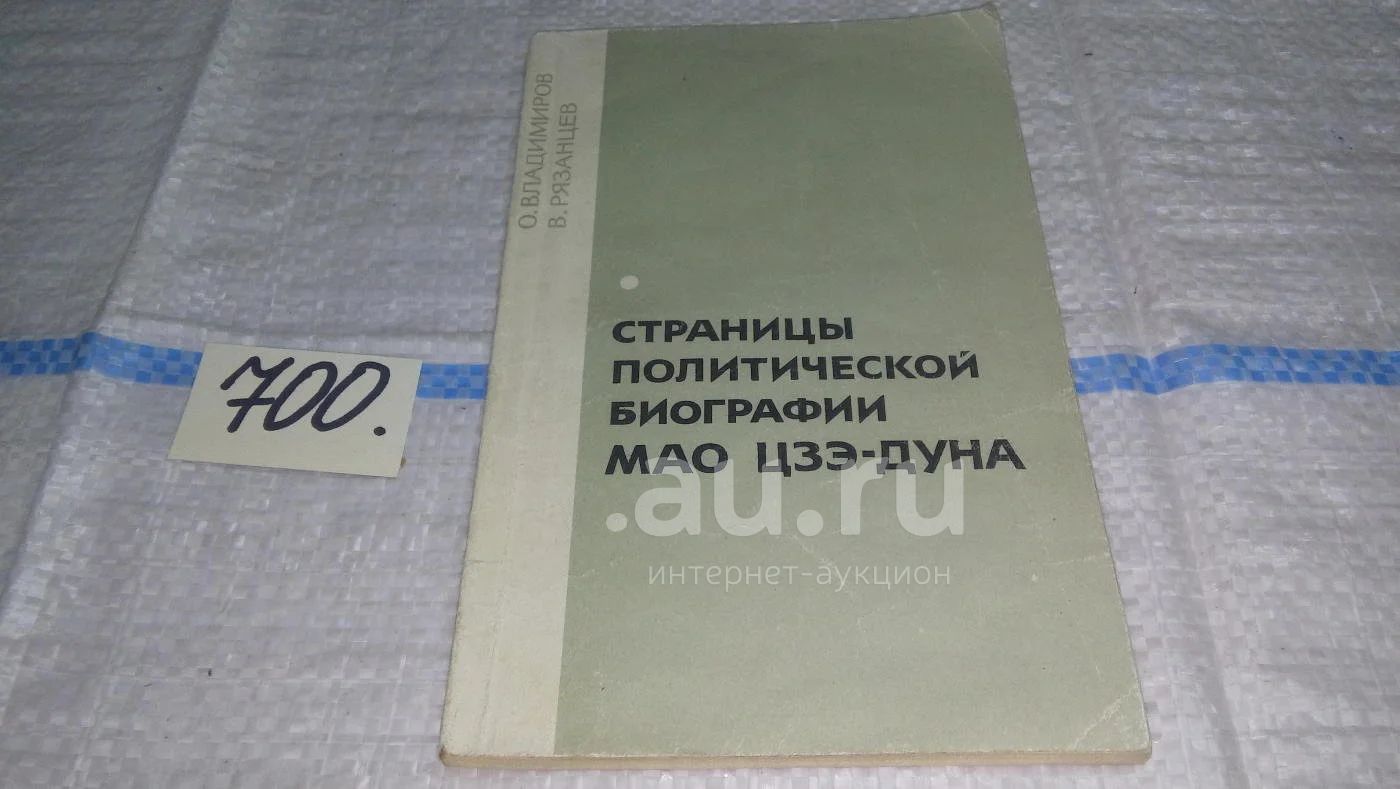 О. ВЛАДИМИРОВ
В. РЯЗАНЦЕВ
СТРАНИЦЫ
ПОЛИТИЧЕСКОЙ
БИОГРАФИИ
МАО ЦЗЭ-ДУНА
700.
.au.ru
интернет-аукцион